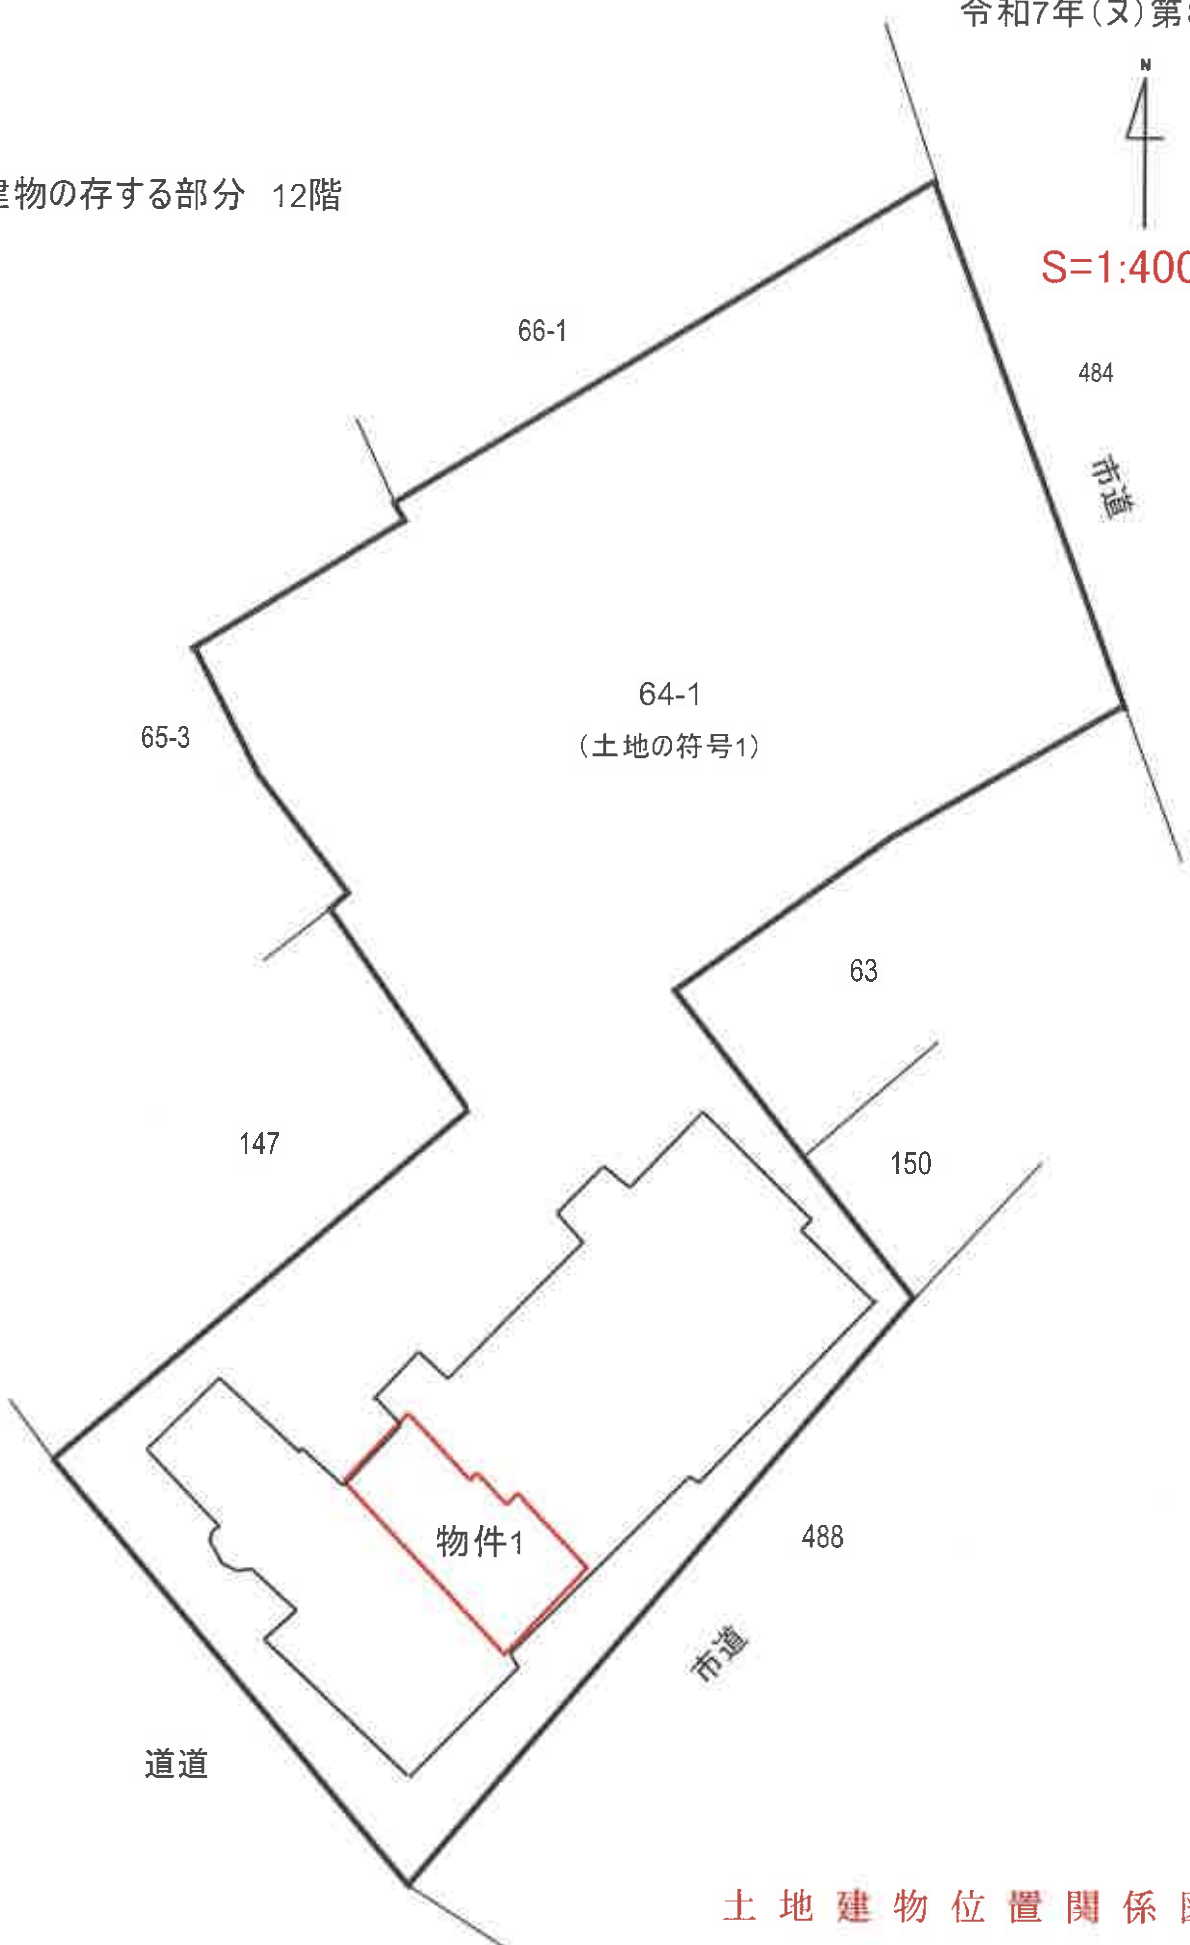 令和7年(ヌ)第
N
建物の存する部分 12階
S=1:400
66-1
484
市道
64-1
(土地の符号1)
65-3
63
147
150
物件1
488
市道
道道
土地建物位置関係